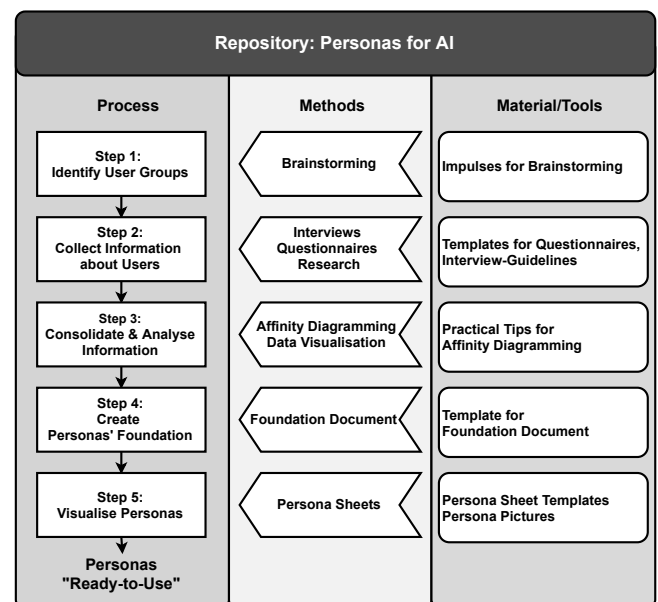 Repository: Personas for AI
Process
Methods
Material/Tools
Step 1:
Identify User Groups
Brainstorming
Impulses for Brainstorming
Step 2:
Collect Information
about Users
Interviews
Questionnaires
Research
Templates for Questionnaires,
Interview-Guidelines
Step 3:
Consolidate & Analyse
Information
Affinity Diagramming
Data Visualisation
Practical Tips for
Affinity Diagramming
Step 4:
Create
Personas' Foundation
Foundation Document
Template for
Foundation Document
Step 5:
Visualise Personas
Persona Sheets
Persona Sheet Templates
Persona Pictures
Personas
"Ready-to-Use"